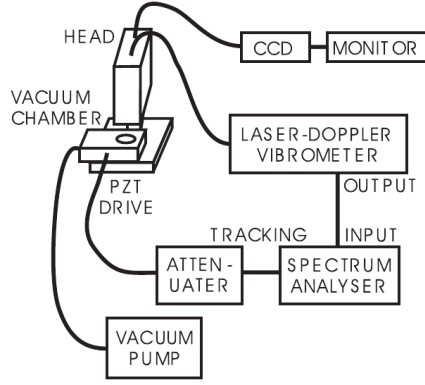 HEAD
CCD
MONITOR
VACUUM
CHAMBER
LASER-DOPPLER
VIBROMETER
PZT
DRIVE
OUTPUT
TRACKING
INPUT
ATTEN-
UATER
SPECTRUM
ANALYSER
VACUUM
PUMP